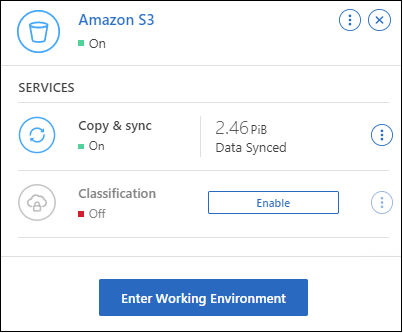 Amazon S3
On
SERVICES
Copy & sync
On
2.46 PiB
Data Synced
Classification
Off
Enable
Enter Working Environment